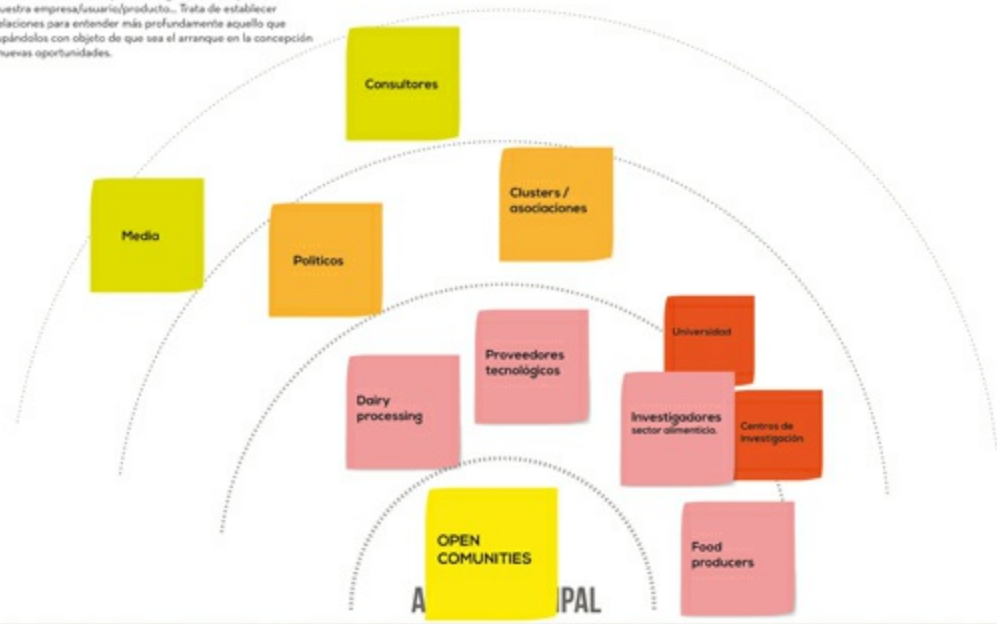 uestra empresa/usuario/producto... Trata de establecer
elaciones para entender más profundamente aquello que
upándolos con objeto de que sea el arranque en la concepción
nuevas oportunidades.
Consultores
Clusters /
asociaciones
Media
Politicos
Universidad
Proveedores
tecnológicos
Dairy
processing
Investigadores
sector alimenticio.
Centros de
Investigación
OPEN
COMUNITIES
Food
producers
A IPAL